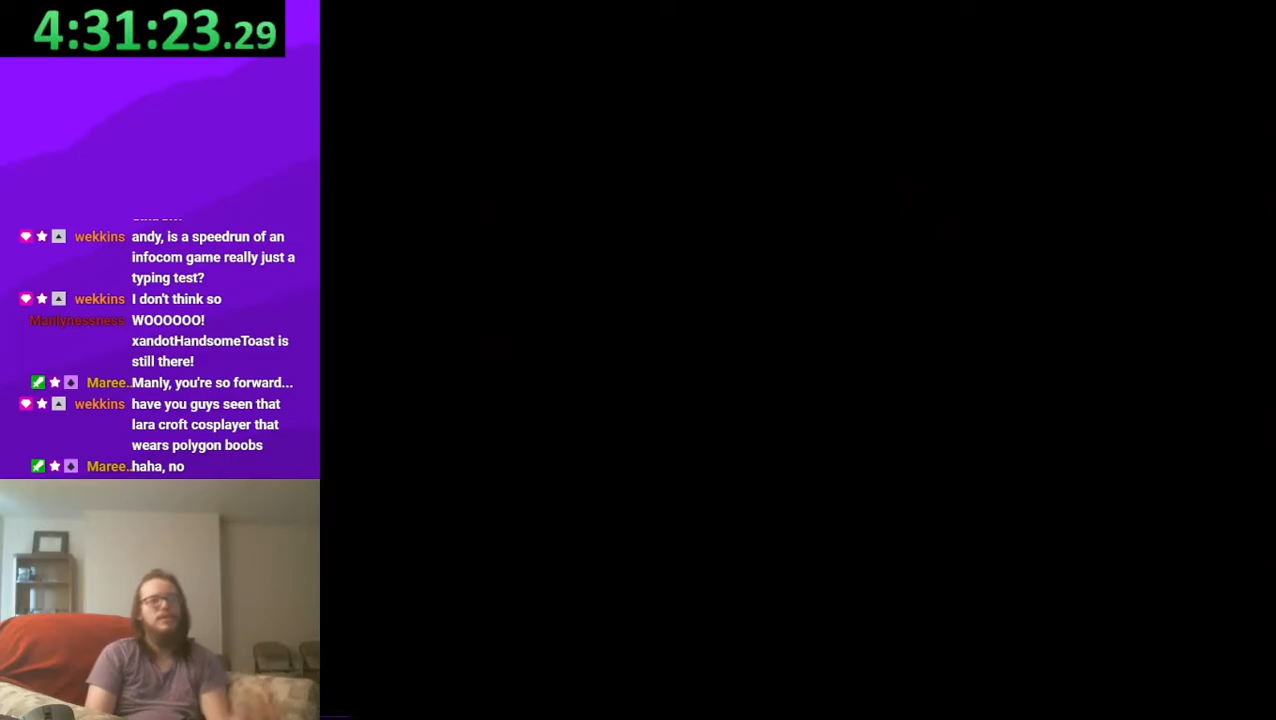 4:31:23.29
wekkins andy, is a speedrun of an
infocom game really just a
typing test?
wekkins I don't think so
Manlynessness WOOOOOO!
xandotHandsomeToast is
still there!
Maree.. Manly, you're so forward...
wekkins have you guys seen that
lara croft cosplayer that
wears polygon boobs
Maree.. haha, no